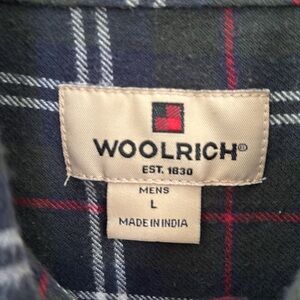 WOOLRICH®
EST. 1830
MENS
L
MADE IN INDIA